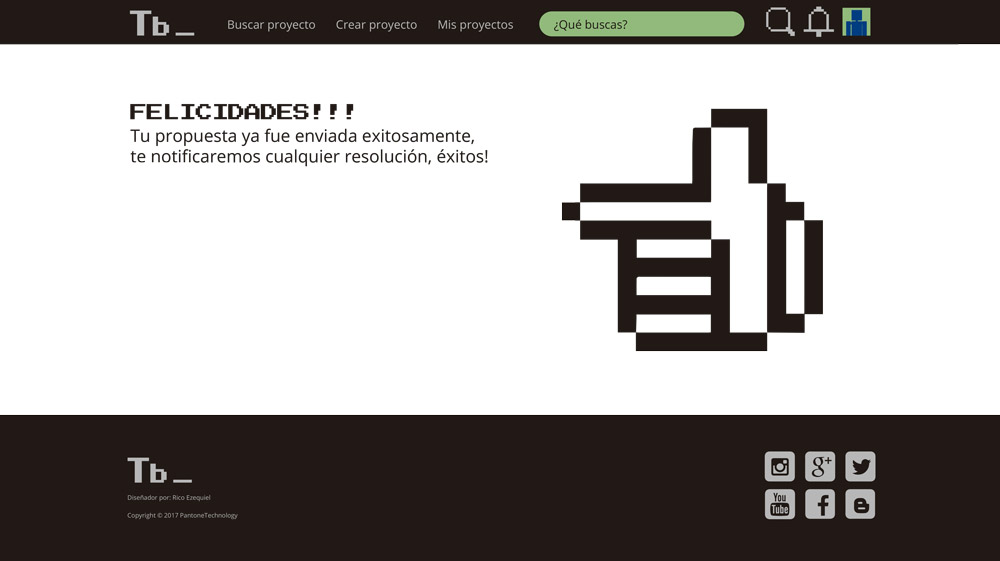 Tb_
Buscar proyecto
Crear proyecto
Mis proyectos
¿Qué buscas?
FELICIDADES!!!
Tu propuesta ya fue enviada exitosamente,
te notificaremos cualquier resolución, éxitos!
Tb_
Diseñador por: Rico Ezequiel
Copyright © 2017 PantoneTechnology
g+
You
Tube